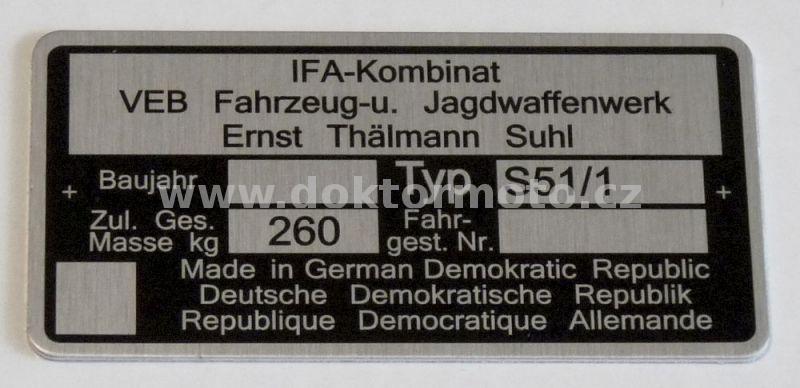 IFA-Kombinat
VEB Fahrzeug-u. Jagdwaffenwerk
Ernst Thälmann Suhl
Baujahr Typ S51/1
www.doktormoto.cz
Zul. Ges. Masse kg 260 Fahr-gest. Nr.
Made in German Demokratic Republic
Deutsche Demokratische Republik
Republique Democratique Allemande